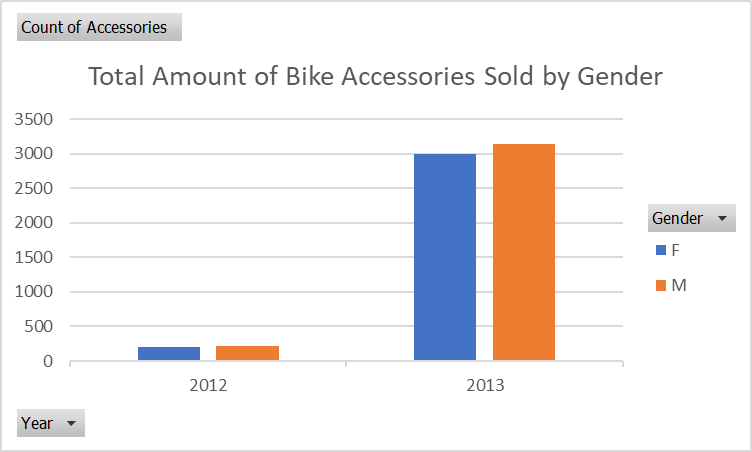 Count of Accessories
Total Amount of Bike Accessories Sold by Gender
3500
3000
2500
2000
1500
1000
500
0
2012 2013
Gender
F
M
Year